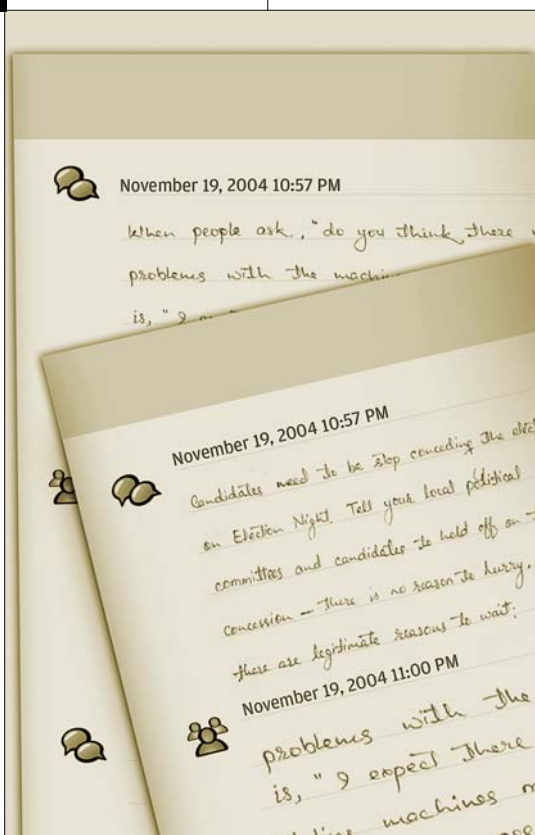 November 19, 2004 10:57 PM
When people ask, "do you think there
problems with the machin
is, "I
November 19, 2004 10:57 PM
Candidates need to be stop conceding the elect
on Election Night. Tell your local political
committees and candidates to hold off on
concession – there is no reason to hurry.
there are legitimate reasons to wait;
November 19, 2004 11:00 PM
problems with the
is, "I expect there
machines